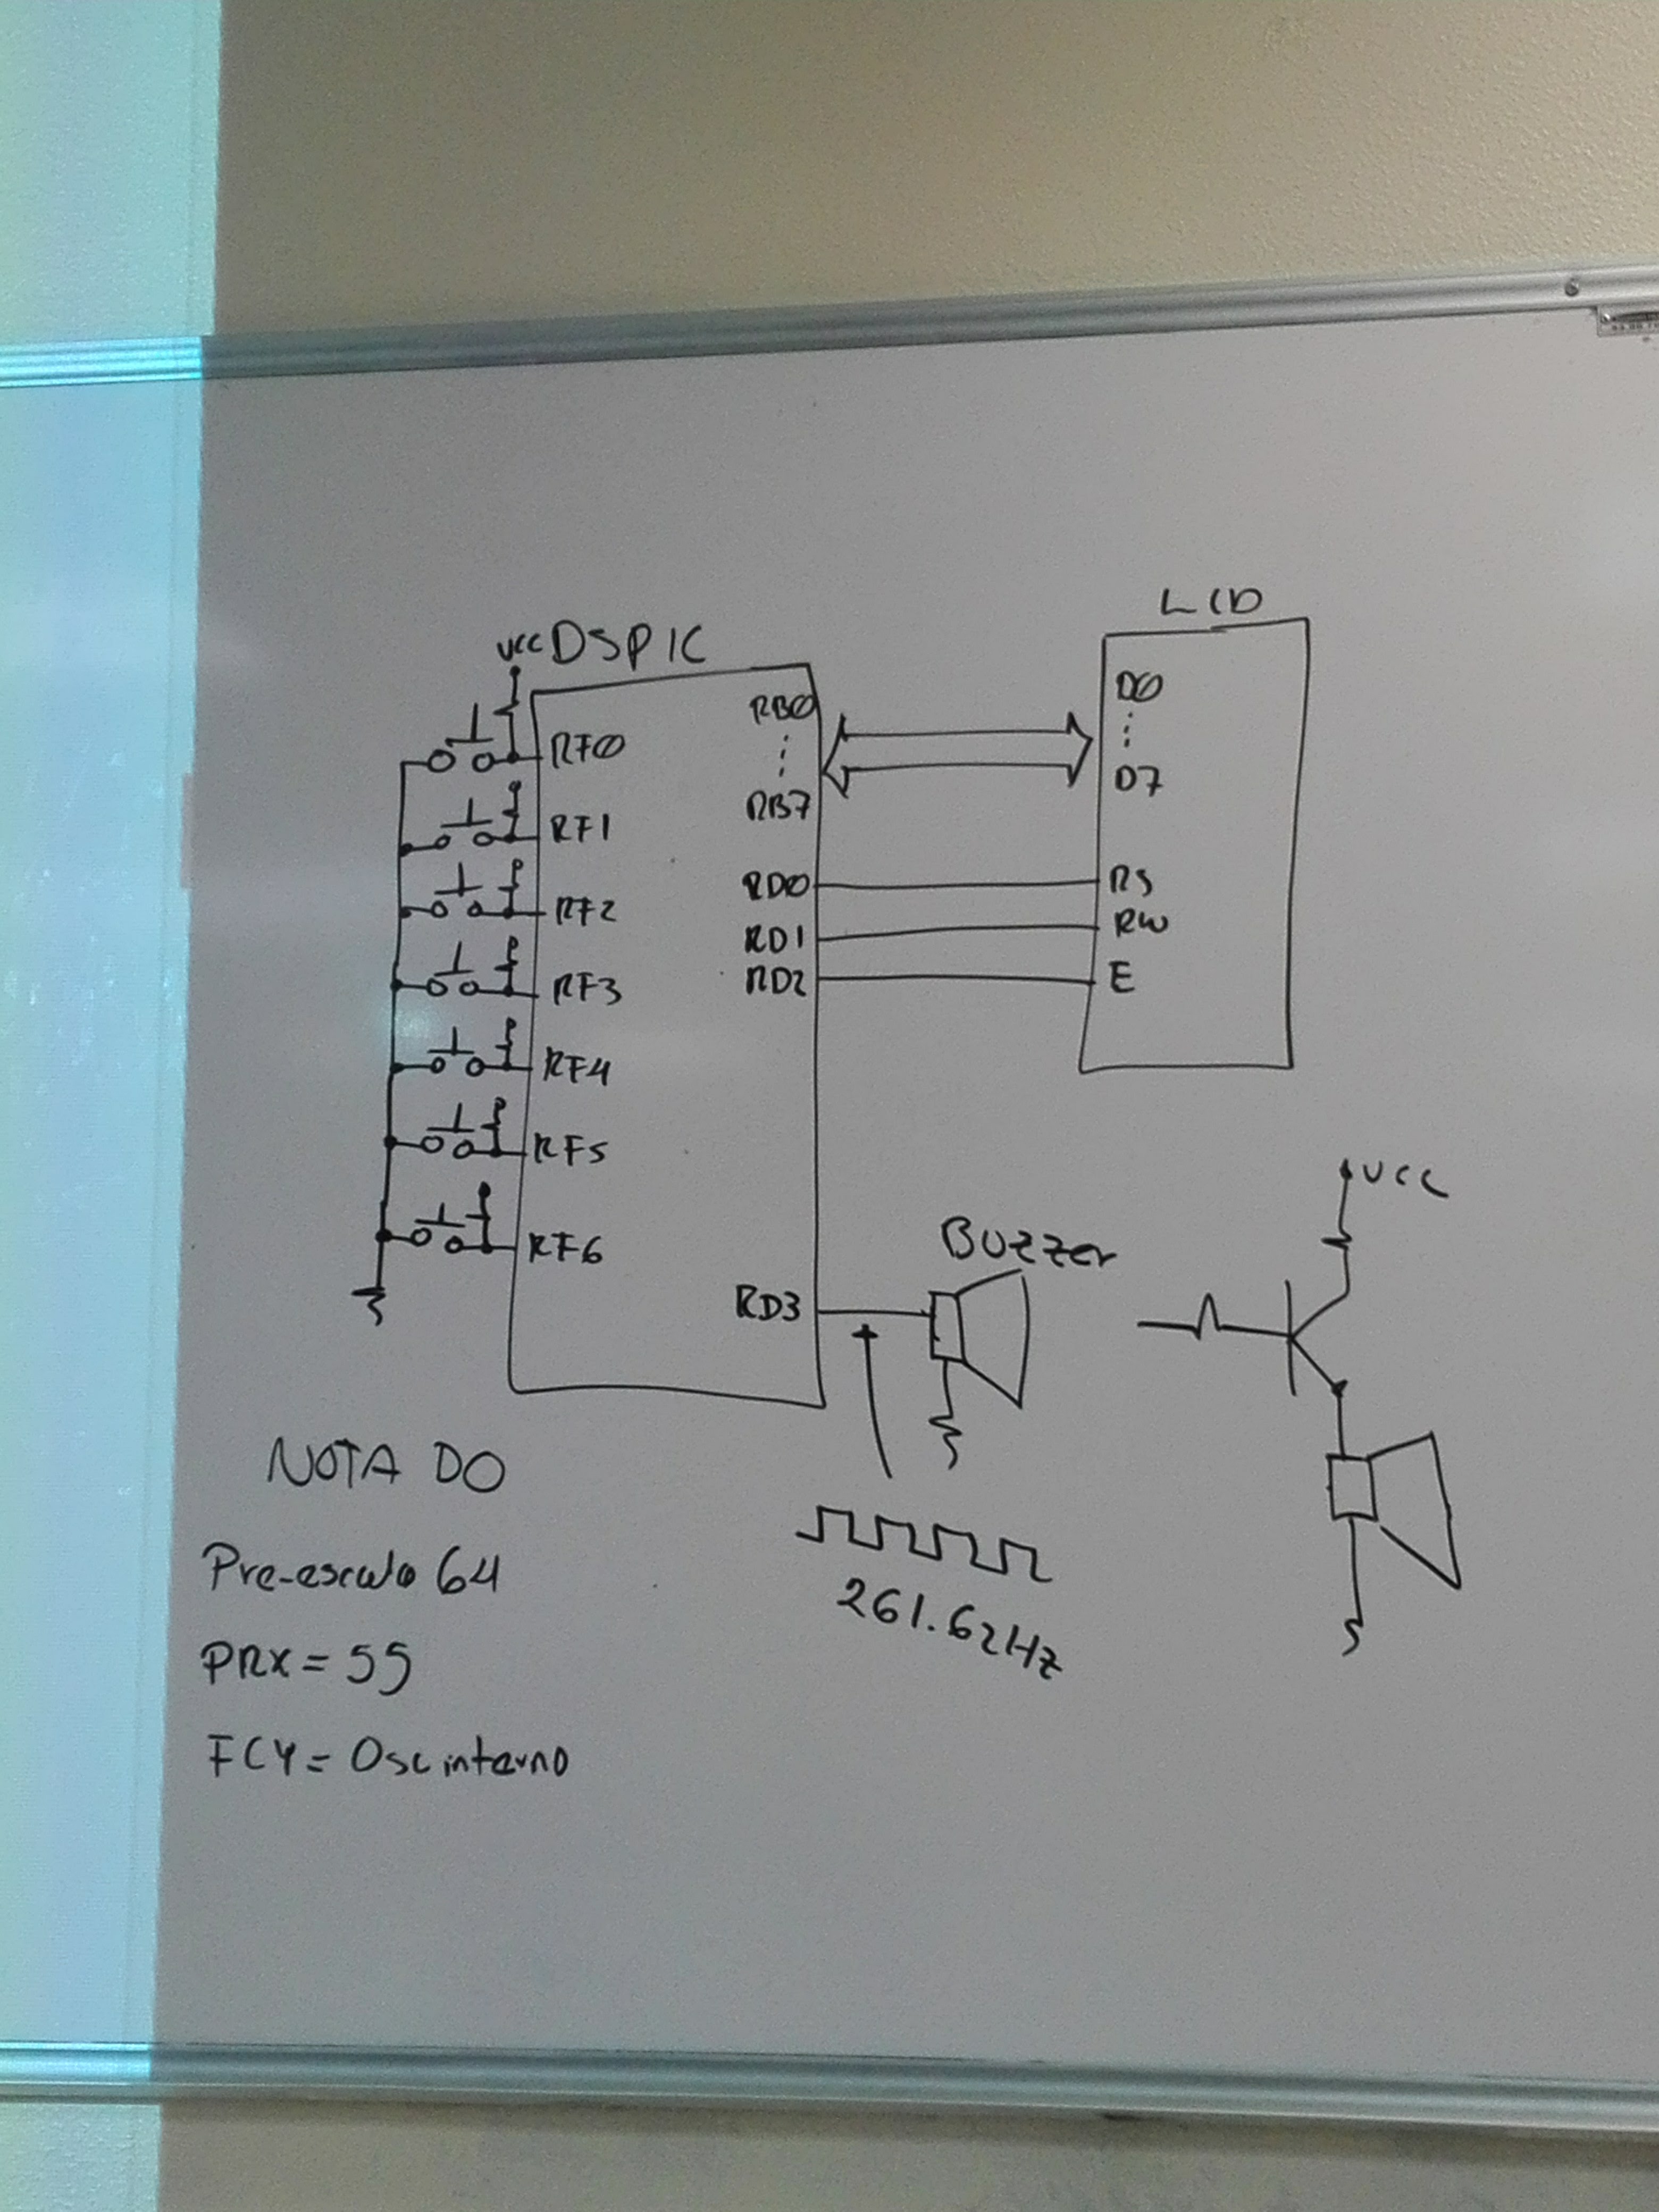 LCD
VCC DSPIC
RB0
D0
RF0
D7
RB7
RF1
RD0
RS
RF2
RD1
RW
RD2
E
RF3
RF4
RF5
VCC
RF6
Buzzer
RD3
NOTA DO
Pre-escala 64
261.62Hz
PRX = 55
FCY = Osc interno